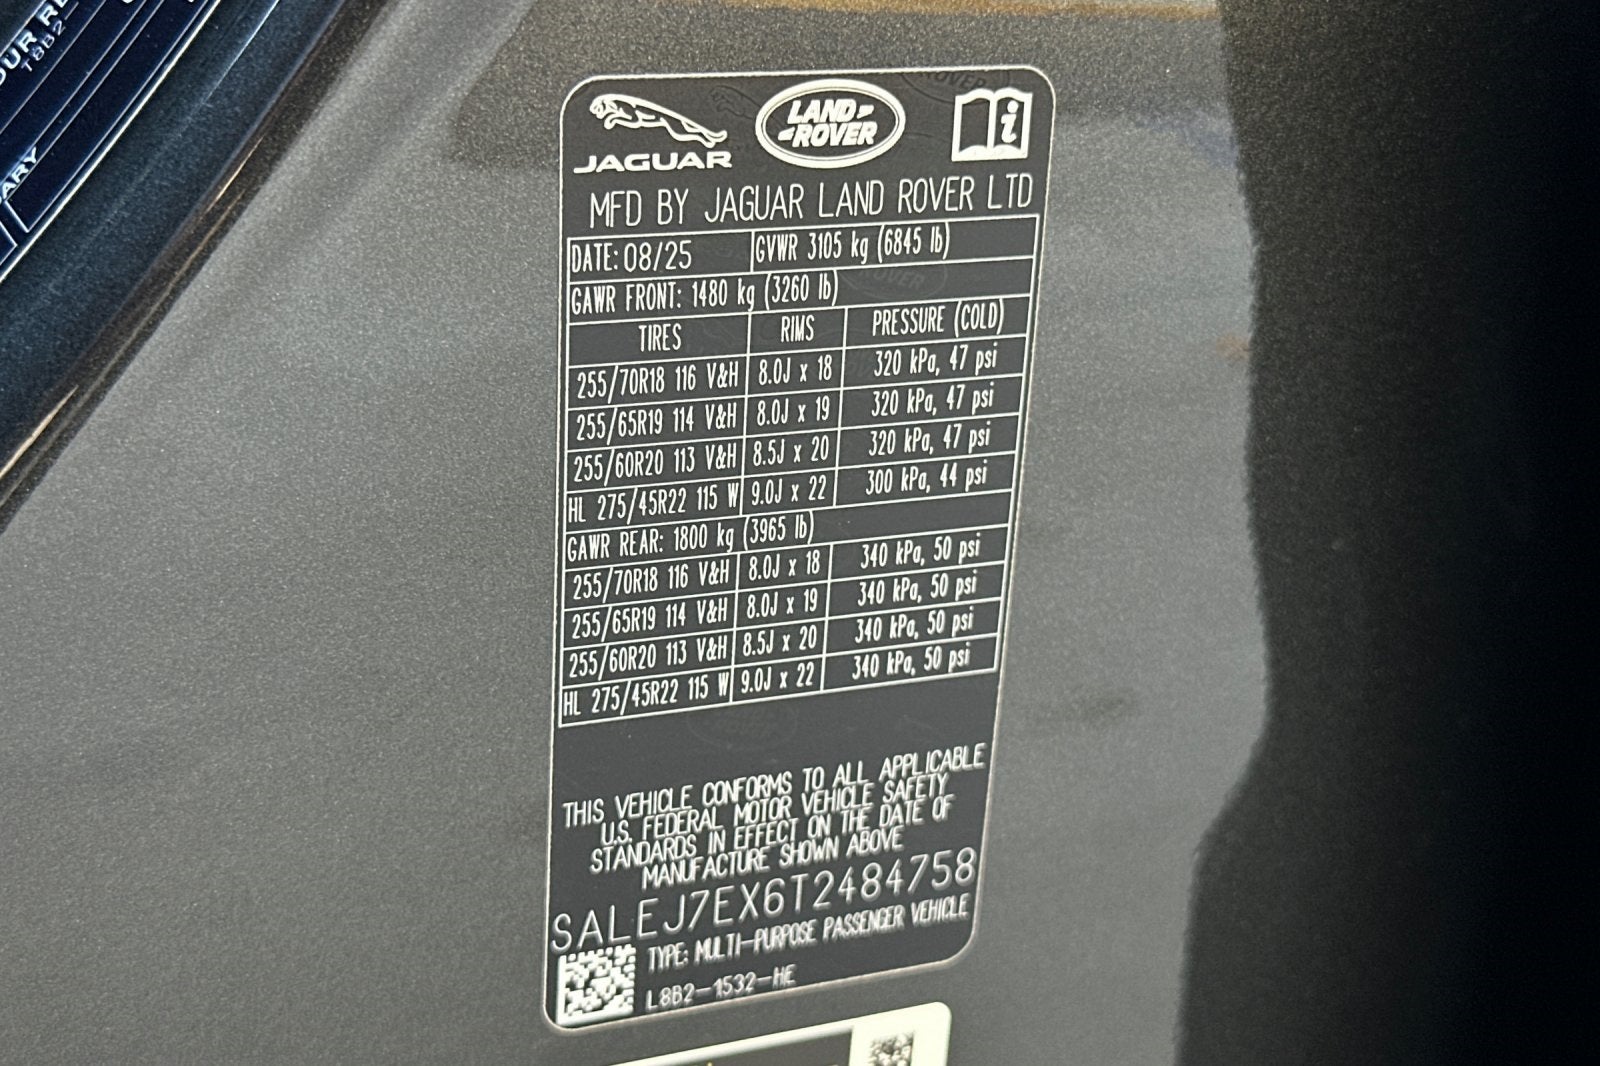 OUR RE
T8B2
ARY
JAGUAR
LAND
ROVER
i
MFD BY JAGUAR LAND ROVER LTD
DATE: 08/25 GVWR 3105 kg (6845 lb)
GAWR FRONT: 1480 kg (3260 lb)
TIRES RIMS PRESSURE (COLD)
255/70R18 116 V&H 8.0J x 18 320 kPa, 47 psi
255/65R19 114 V&H 8.0J x 19 320 kPa, 47 psi
255/60R20 113 V&H 8.5J x 20 320 kPa, 47 psi
HL 275/45R22 115 W 9.0J x 22 300 kPa, 44 psi
GAWR REAR: 1800 kg (3965 lb)
255/70R18 116 V&H 8.0J x 18 340 kPa, 50 psi
255/65R19 114 V&H 8.0J x 19 340 kPa, 50 psi
255/60R20 113 V&H 8.5J x 20 340 kPa, 50 psi
HL 275/45R22 115 W 9.0J x 22 340 kPa, 50 psi
THIS VEHICLE CONFORMS TO ALL APPLICABLE
U.S. FEDERAL MOTOR VEHICLE SAFETY
STANDARDS IN EFFECT ON THE DATE OF
MANUFACTURE SHOWN ABOVE
SALEJ7EX6T2484758
TYPE: MULTI-PURPOSE PASSENGER VEHICLE
L8B2-1532-HE